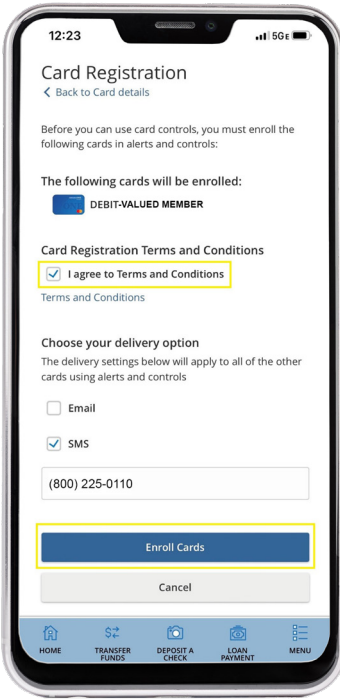 12:23
5GE
Card Registration
Back to Card details
Before you can use card controls, you must enroll the
following cards in alerts and controls:
The following cards will be enrolled:
DEBIT-VALUED MEMBER
Card Registration Terms and Conditions
I agree to Terms and Conditions
Terms and Conditions
Choose your delivery option
The delivery settings below will apply to all of the other
cards using alerts and controls
Email
SMS
(800) 225-0110
Enroll Cards
Cancel
HOME
TRANSFER
FUNDS
DEPOSIT A
CHECK
LOAN
PAYMENT
MENU